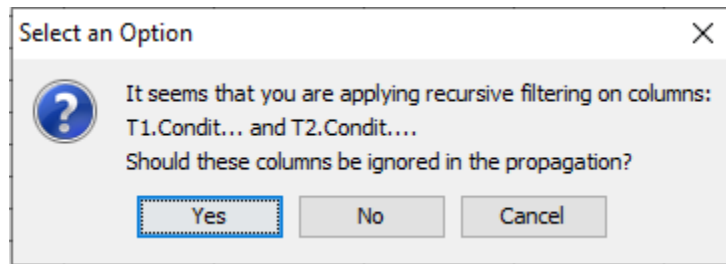 Select an Option
It seems that you are applying recursive filtering on columns:
T1.Condit... and T2.Condit....
Should these columns be ignored in the propagation?
Yes No Cancel